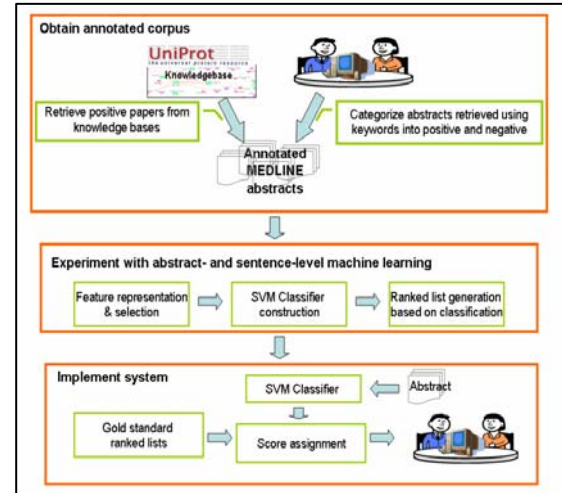 Obtain annotated corpus
UniProt
the universal protein resource
Knowledgebase
Retrieve positive papers from
knowledge bases
Categorize abstracts retrieved using
keywords into positive and negative
Annotated
MEDLINE
abstracts
Experiment with abstract- and sentence-level machine learning
Feature representation
& selection
SVM Classifier
construction
Ranked list generation
based on classification
Implement system
SVM Classifier
Abstract
Gold standard
ranked lists
Score assignment